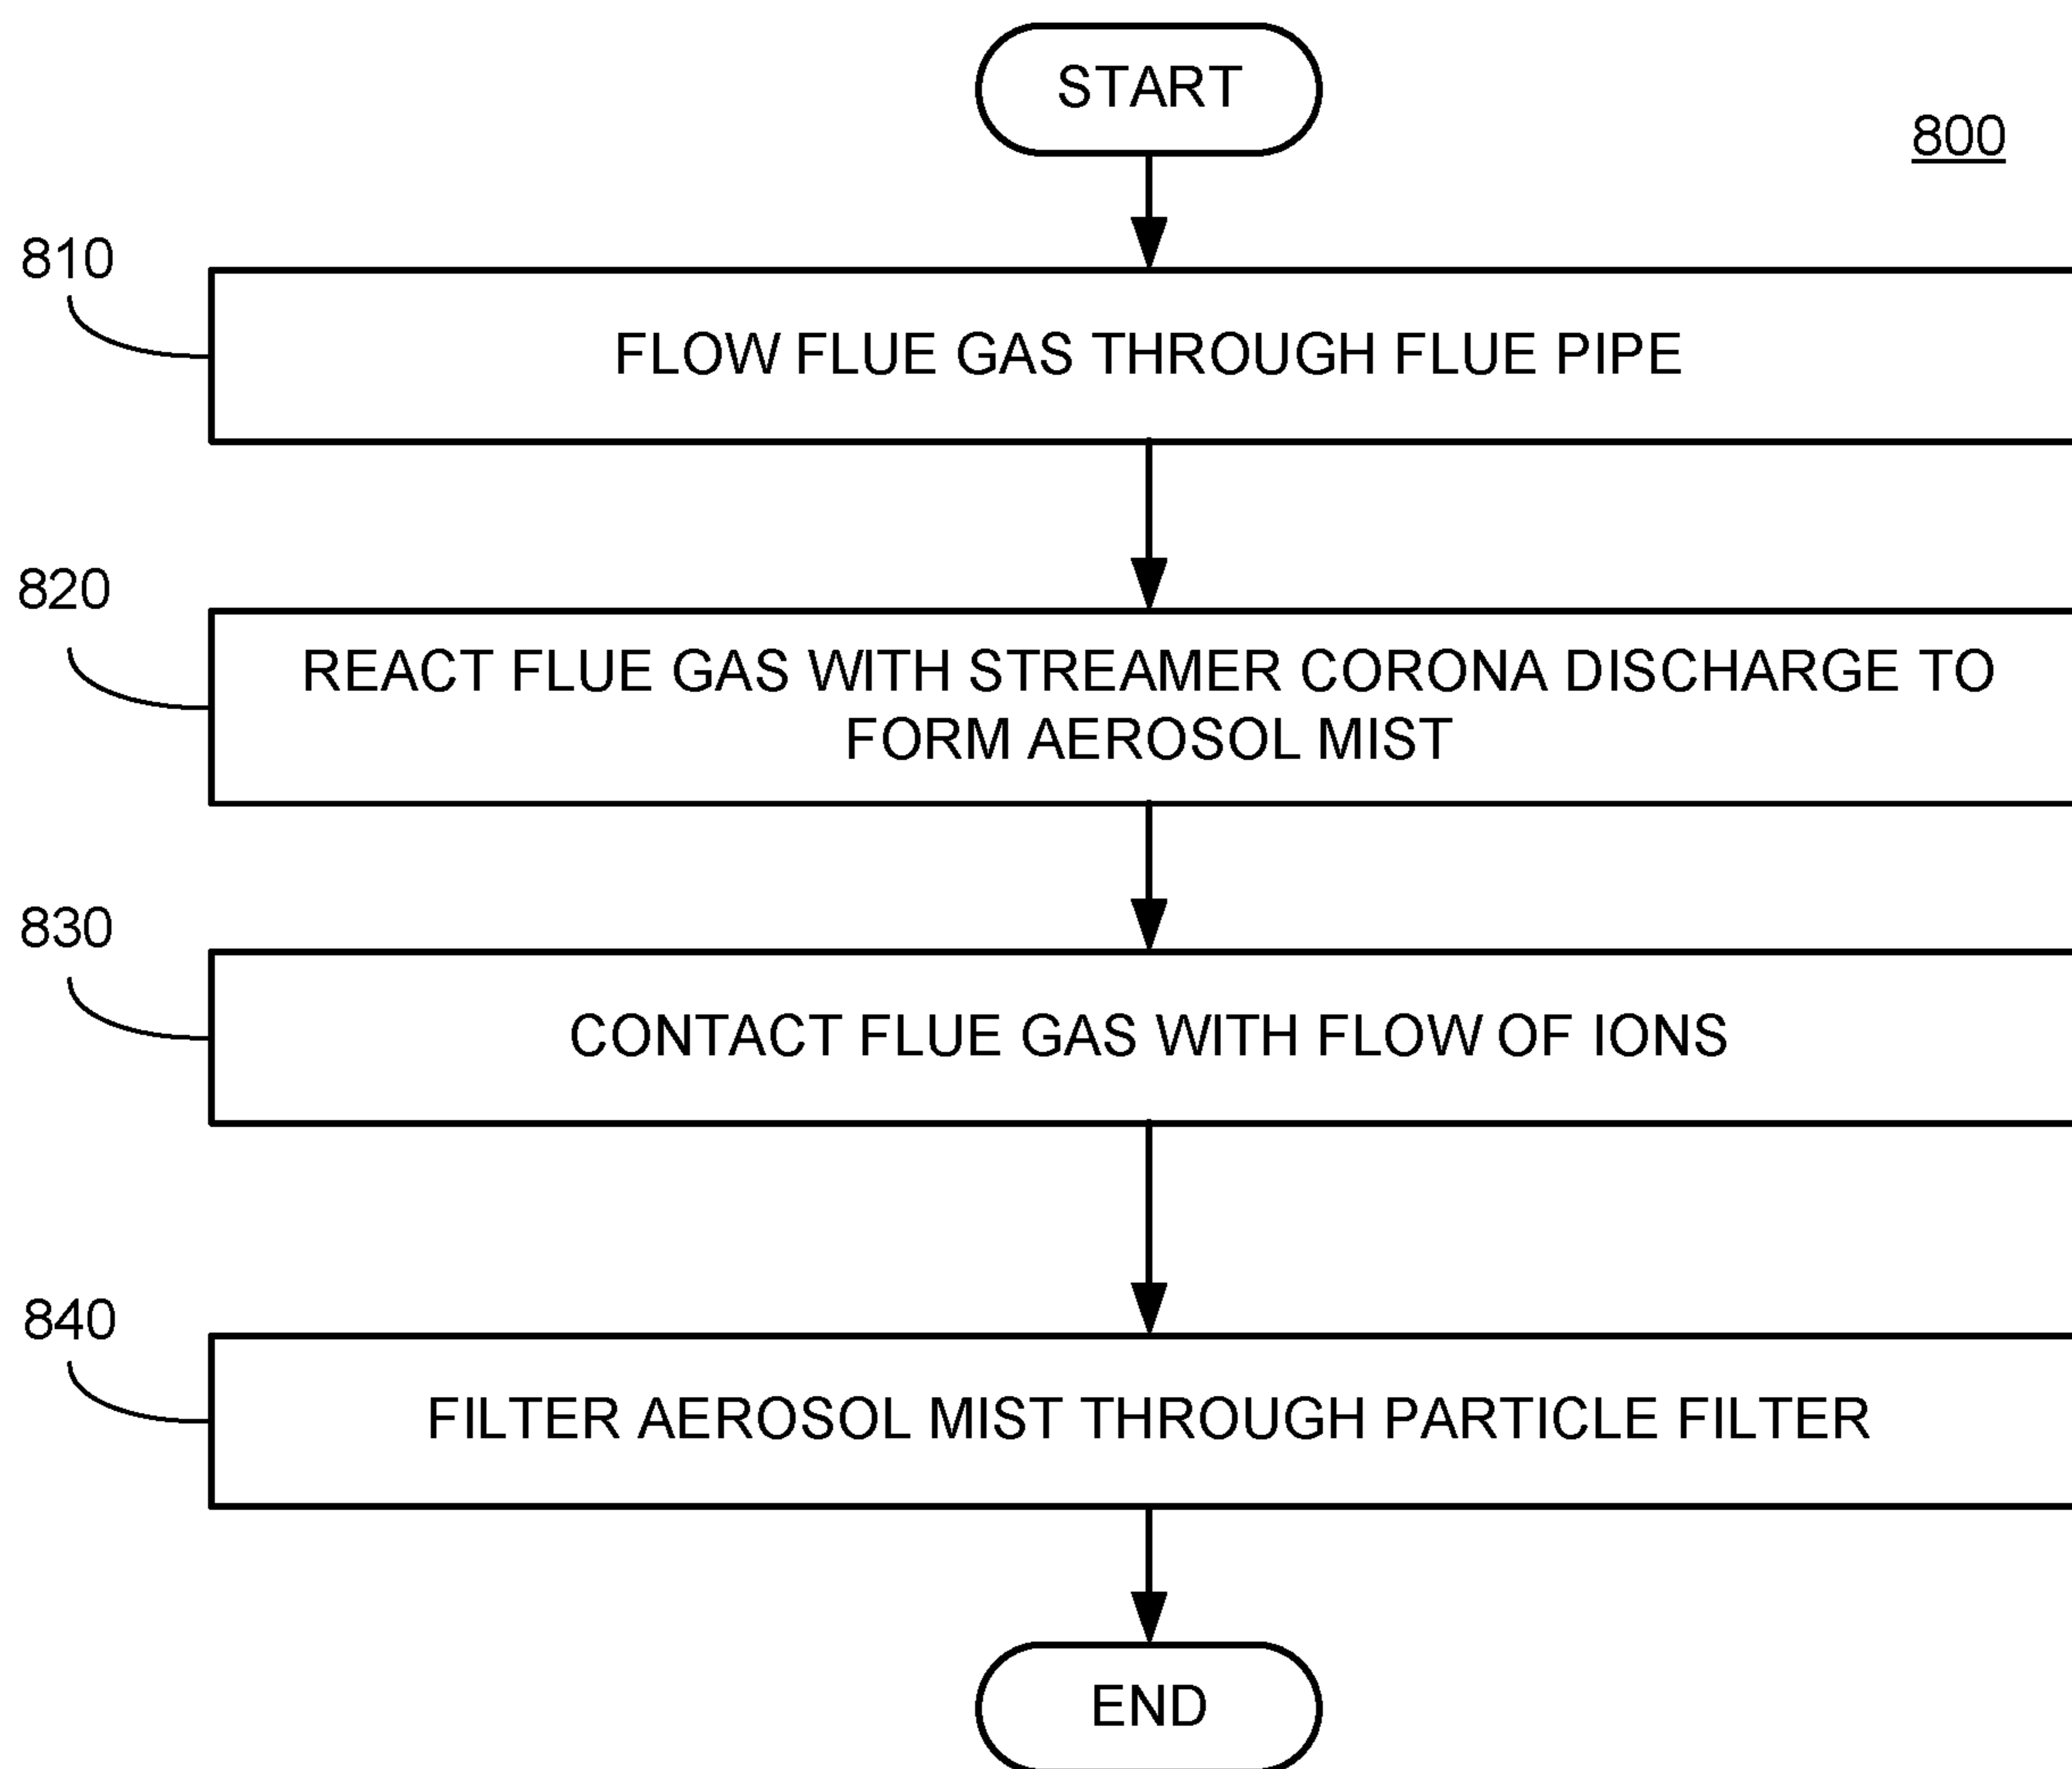 START
800
810
FLOW FLUE GAS THROUGH FLUE PIPE
820
REACT FLUE GAS WITH STREAMER CORONA DISCHARGE TO
FORM AEROSOL MIST
830
CONTACT FLUE GAS WITH FLOW OF IONS
840
FILTER AEROSOL MIST THROUGH PARTICLE FILTER
END